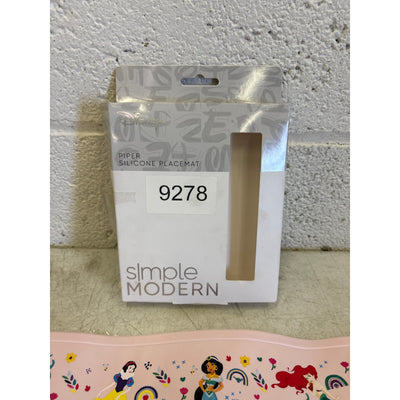 PIPER
SILICONE PLACEMAT
9278
sImple
MODERN